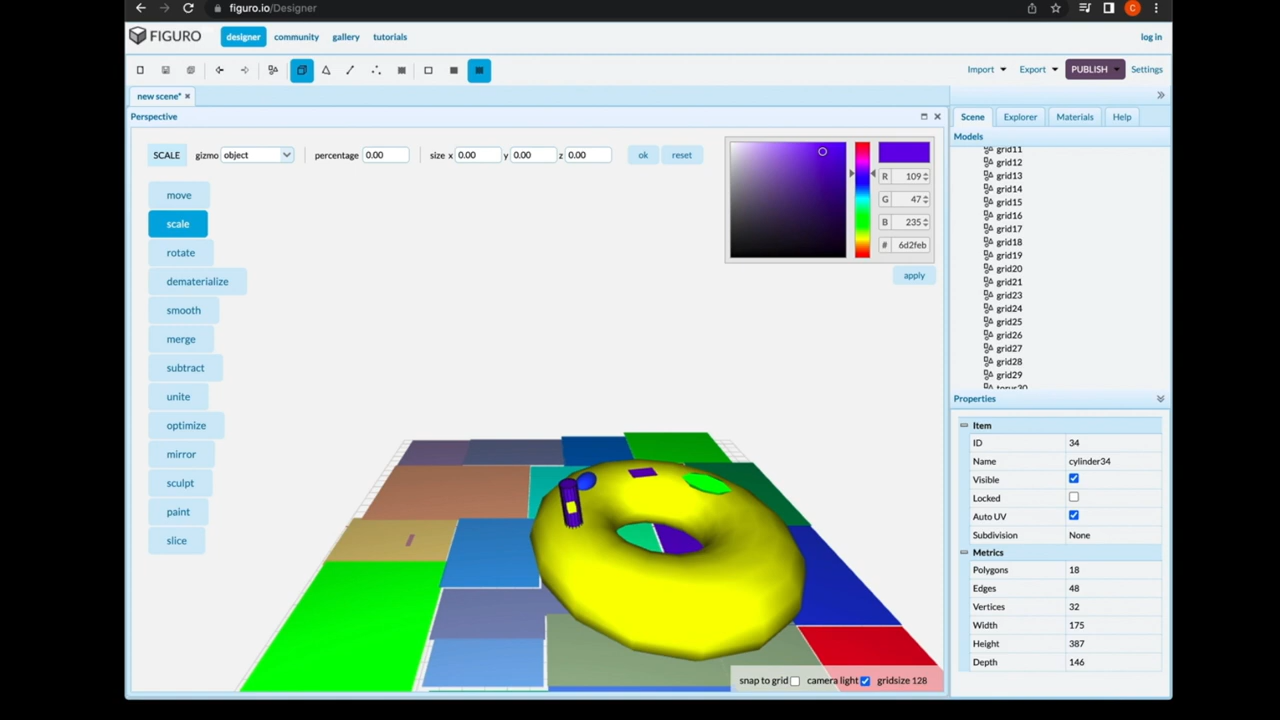 figuro.io/Designer
C
FIGURO designer community gallery tutorials log in
Import Export PUBLISH Settings
new scene* ×
Perspective
Scene Explorer Materials Help
Models
SCALE gizmo object percentage 0.00 size x 0.00 y 0.00 z 0.00 ok reset
R 109
G 47
B 235
# 6d2feb
apply
move
scale
rotate
dematerialize
smooth
merge
subtract
unite
optimize
mirror
sculpt
paint
slice
grid11
grid12
grid13
grid14
grid15
grid16
grid17
grid18
grid19
grid20
grid21
grid23
grid24
grid25
grid26
grid27
grid28
grid29
torus30
Properties
Item
ID 34
Name cylinder34
Visible
Locked
Auto UV
Subdivision None
Metrics
Polygons 18
Edges 48
Vertices 32
Width 175
Height 387
Depth 146
snap to grid camera light gridsize 128